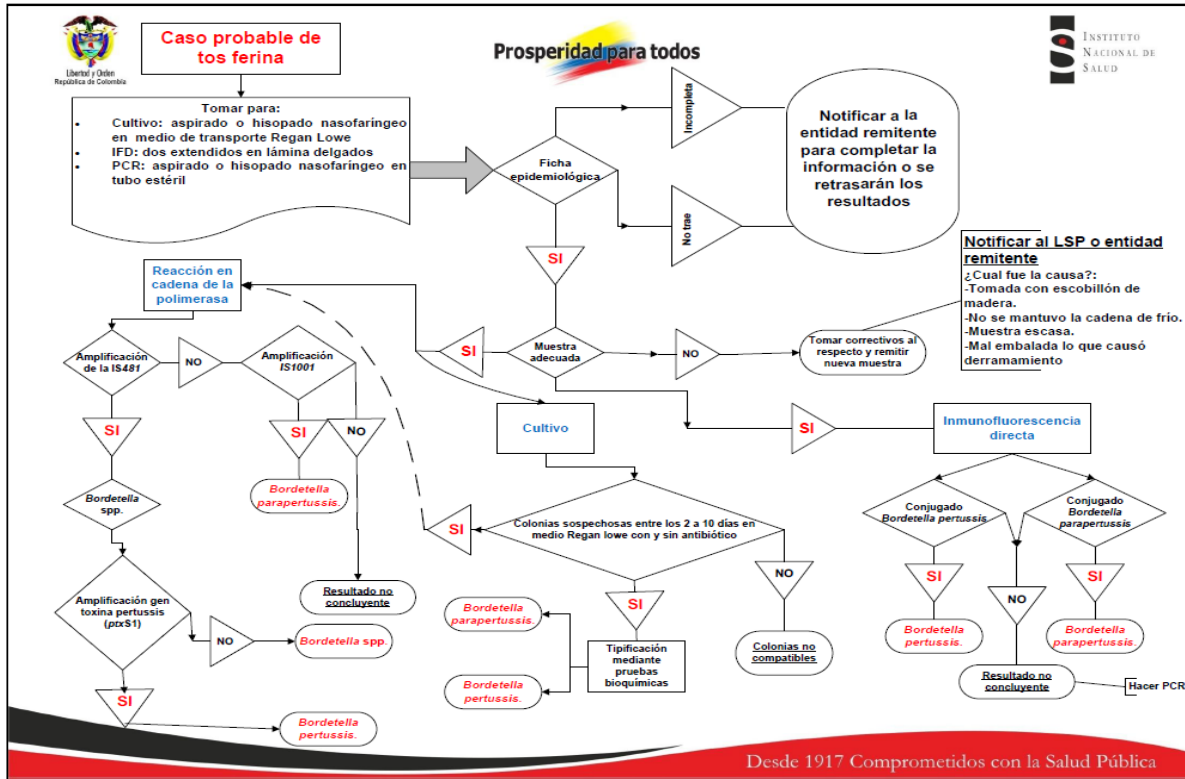 Libertad y Orden
República de Colombia
Caso probable de
tos ferina
Prosperidad para todos
INSTITUTO
NACIONAL DE
SALUD
Tomar para:
• Cultivo: aspirado o hisopado nasofaríngeo
en medio de transporte Regan Lowe
• IFD: dos extendidos en lámina delgados
• PCR: aspirado o hisopado nasofaríngeo en
tubo estéril
Ficha
epidemiológica
Incompleta
No trae
Notificar a la
entidad remitente
para completar la
información o se
retrasarán los
resultados
SI
Notificar al LSP o entidad
remitente
¿Cual fue la causa?:
-Tomada con escobillón de
madera.
-No se mantuvo la cadena de frío.
-Muestra escasa.
-Mal embalada lo que causó
derramamiento
Muestra
adecuada
NO
Tomar correctivos al
respecto y remitir
nueva muestra
SI
Reacción en
cadena de la
polimerasa
Amplificación
de la IS481
NO
Amplificación
IS1001
SI
Bordetella
parapertussis.
NO
Resultado no
concluyente
SI
Bordetella
spp.
Amplificación gen
toxina pertussis
(ptxS1)
NO
Bordetella spp.
SI
Bordetella
pertussis.
Cultivo
Colonias sospechosas entre los 2 a 10 días en
medio Regan lowe con y sin antibiótico
SI
SI
NO
Colonias no
compatibles
Tipificación
mediante
pruebas
bioquímicas
Bordetella
parapertussis.
Bordetella
pertussis.
SI
Inmunofluorescencia
directa
Conjugado
Bordetella pertussis
Conjugado
Bordetella
parapertussis
SI
NO
SI
Bordetella
pertussis.
Bordetella
parapertussis.
Resultado no
concluyente
Hacer PCR
Desde 1917 Comprometidos con la Salud Pública